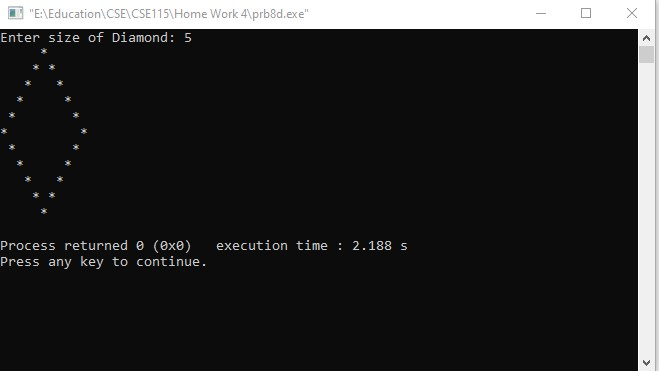 "E:\Education\CSE\CSE115\Home Work 4\prb8d.exe"
Enter size of Diamond: 5
     *
    * *
   *   *
  *     *
 *       *
*         *
 *       *
  *     *
   *   *
    * *
     *
Process returned 0 (0x0)   execution time : 2.188 s
Press any key to continue.